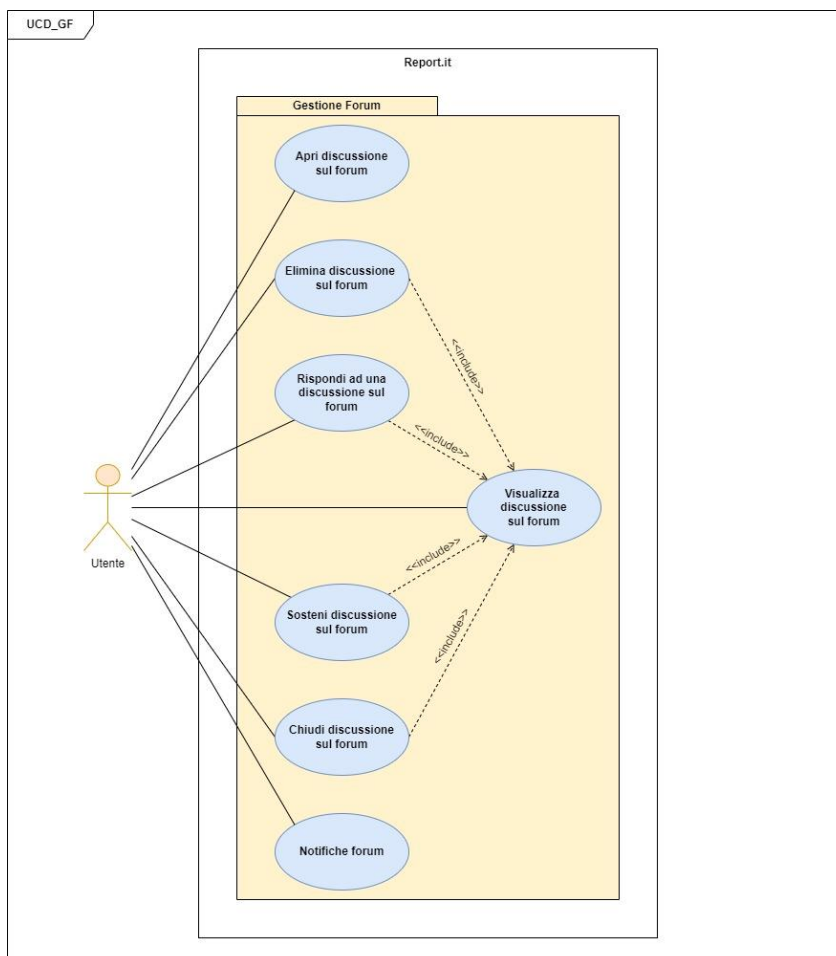 UCD_GF
Report.it
Gestione Forum
Apri discussione
sul forum
Elimina discussione
sul forum
<<include>>
Rispondi ad una
discussione sul
forum
<<include>>
Visualizza
discussione
sul forum
Utente
<<include>>
Sosteni discussione
sul forum
<<include>>
Chiudi discussione
sul forum
Notifiche forum